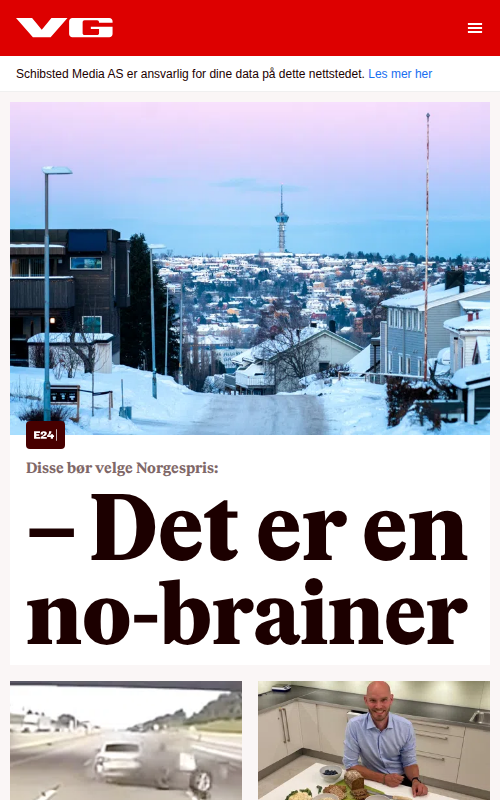 VG
Schibsted Media AS er ansvarlig for dine data på dette nettstedet. Les mer her
E24
Disse bør velge Norgespris:
– Det er en
no-brainer